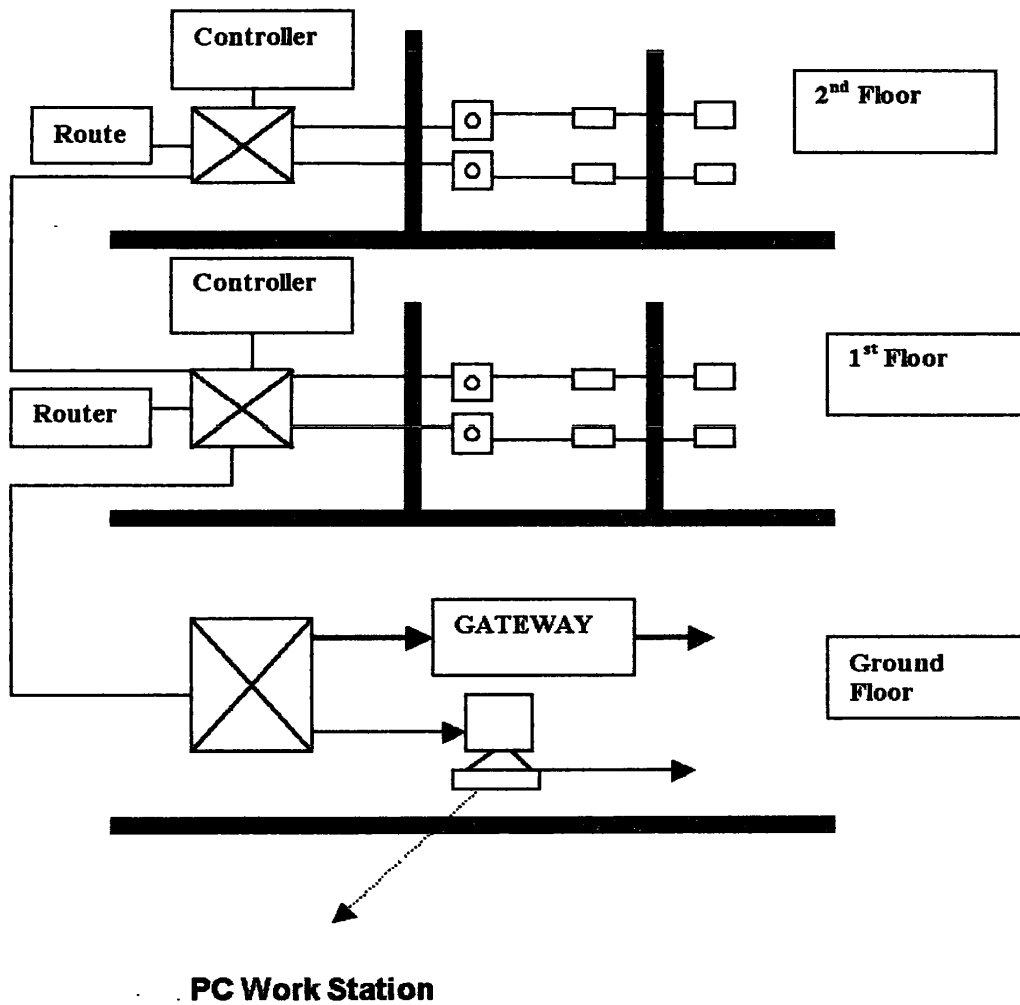 Controller
2nd Floor
Route
Controller
1st Floor
Router
GATEWAY
Ground
Floor
PC Work Station